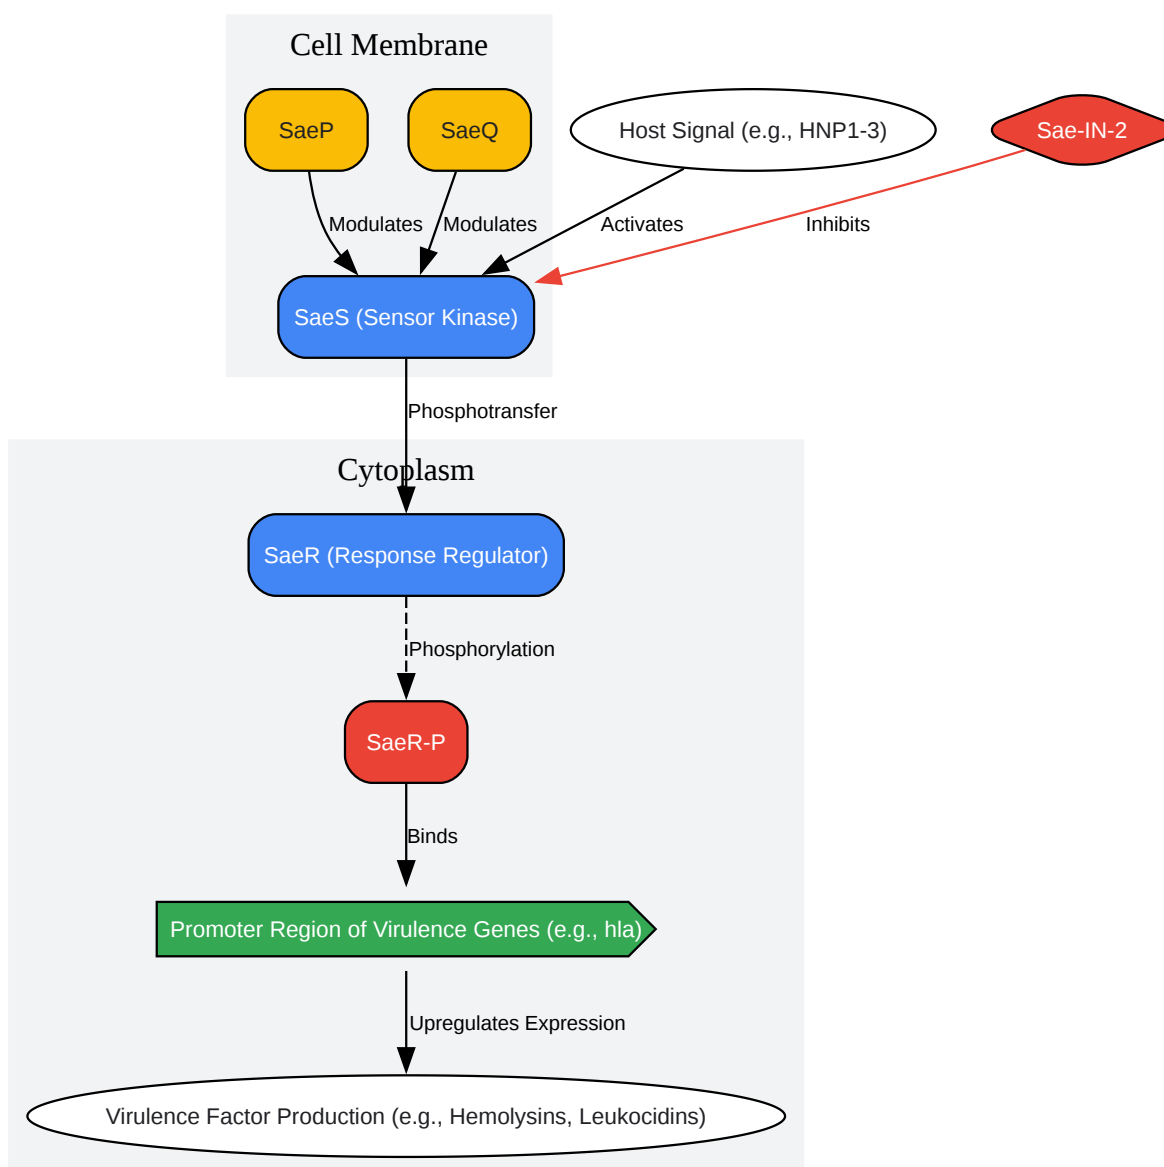 Cell Membrane
SaeP
SaeQ
Host Signal (e.g., HNP1-3)
Sae-IN-2
Modulates
Modulates
Activates
Inhibits
SaeS (Sensor Kinase)
Phosphotransfer
Cytoplasm
SaeR (Response Regulator)
Phosphorylation
SaeR-P
Binds
Promoter Region of Virulence Genes (e.g., hla)
Upregulates Expression
Virulence Factor Production (e.g., Hemolysins, Leukocidins)